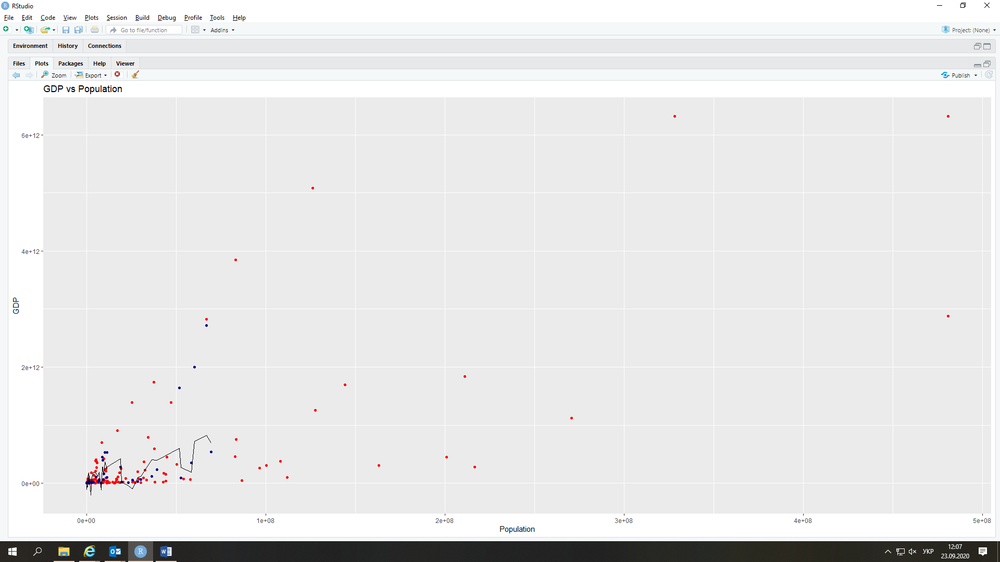 RStudio
File Edit Code View Plots Session Build Debug Profile Tools Help
Go to file/function Addins Project: (None)
Environment History Connections
Files Plots Packages Help Viewer
Zoom Export Publish
GDP vs Population
6e+12
4e+12
GDP
2e+12
0e+00
0e+00 1e+08 2e+08 3e+08 4e+08 5e+08
Population
УКР
12:07
23.09.2020